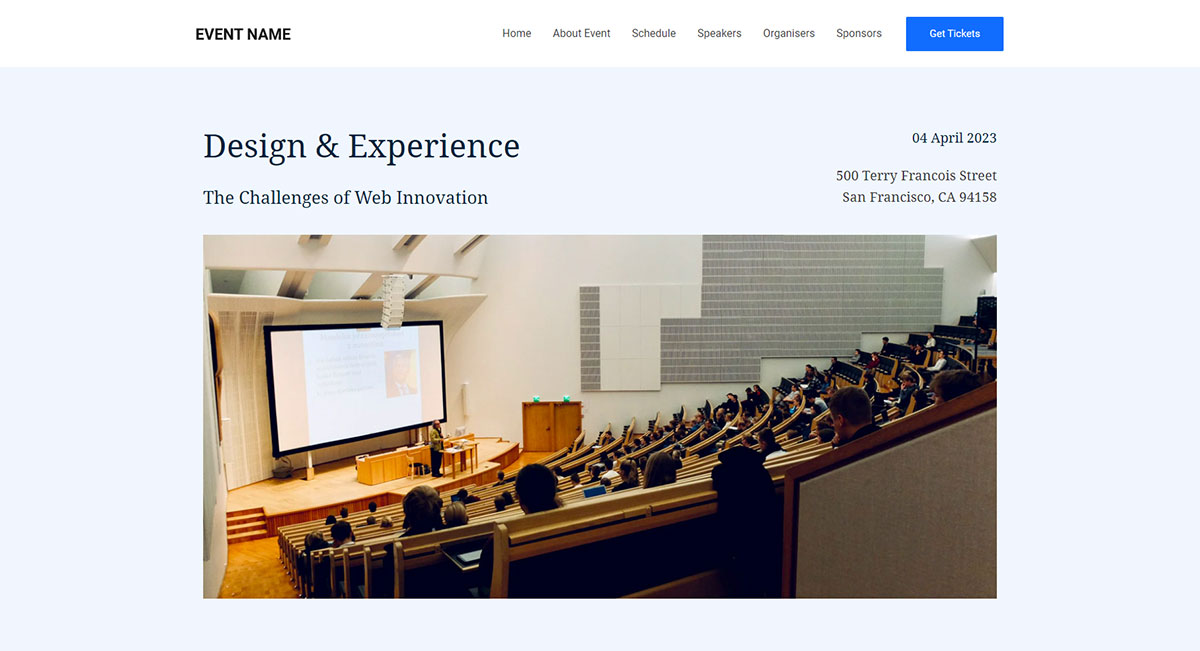 EVENT NAME
Home About Event Schedule Speakers Organisers Sponsors Get Tickets
Design & Experience
The Challenges of Web Innovation
04 April 2023
500 Terry Francois Street
San Francisco, CA 94158